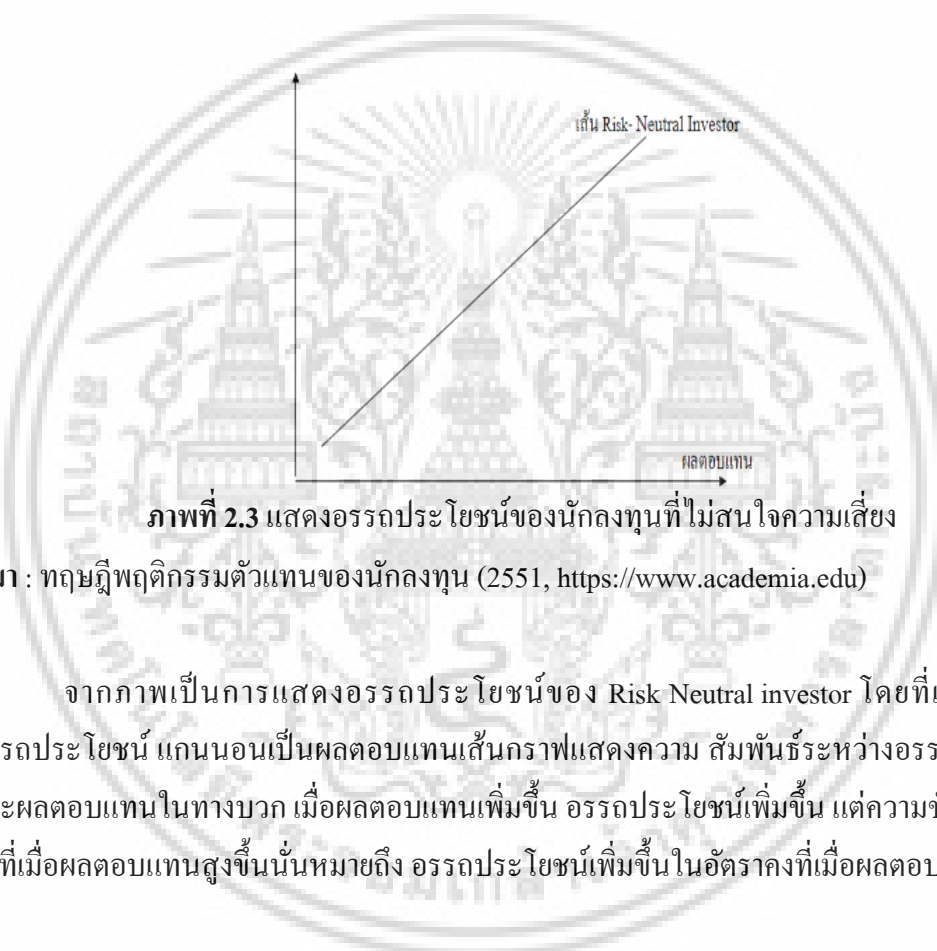 เส้น Risk- Neutral Investor
ผลตอบแทน
ภาพที่ 2.3 แสดงอรรถประโยชน์ของนักลงทุนที่ไม่สนใจความเสี่ยง
: ทฤษฎีพฤติกรรมตัวแทนของนักลงทุน (2551, https://www.academia.edu)
จากภาพเป็นการแสดงอรรถประโยชน์ของ Risk Neutral investor โดยที่
รถประโยชน์ แกนนอนเป็นผลตอบแทนเส้นกราฟแสดงความ สัมพันธ์ระหว่างอรร
ะผลตอบแทนในทางบวก เมื่อผลตอบแทนเพิ่มขึ้น อรรถประโยชน์เพิ่มขึ้น แต่ความ
ที่เมื่อผลตอบแทนสูงขึ้นนั่นหมายถึง อรรถประโยชน์เพิ่มขึ้นในอัตราคงที่เมื่อผลตอบ